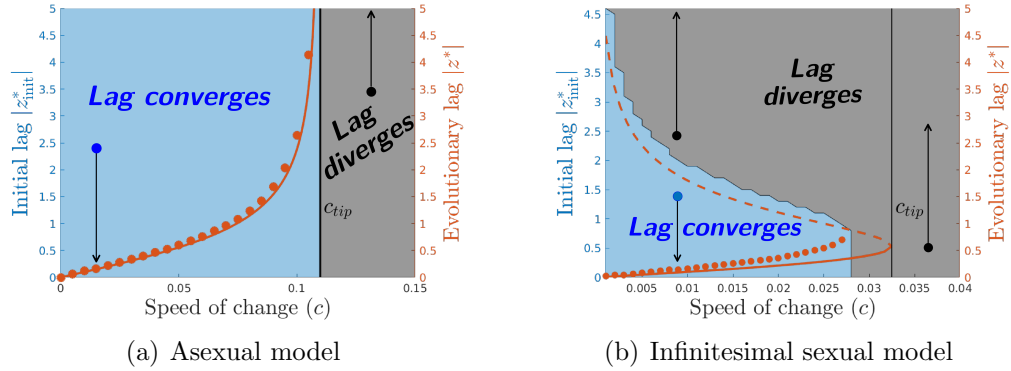 5
4.5
4
3.5
3
2.5
2
1.5
1
0.5
0
Initial lag |z*init|
Lag converges
Lag
diverges
c_tip
5
4.5
4
3.5
3
2.5
2
1.5
1
0.5
0
Evolutionary lag |z*|
0 0.05 0.1 0.15
Speed of change (c)
(a) Asexual model
4.5
4
3.5
3
2.5
2
1.5
1
0.5
0
Initial lag |z*init|
Lag
diverges
Lag converges
c_tip
5
4.5
4
3.5
3
2.5
2
1.5
1
0.5
0
Evolutionary lag |z*|
0.005 0.01 0.015 0.02 0.025 0.03 0.035 0.04
Speed of change (c)
(b) Infinitesimal sexual model